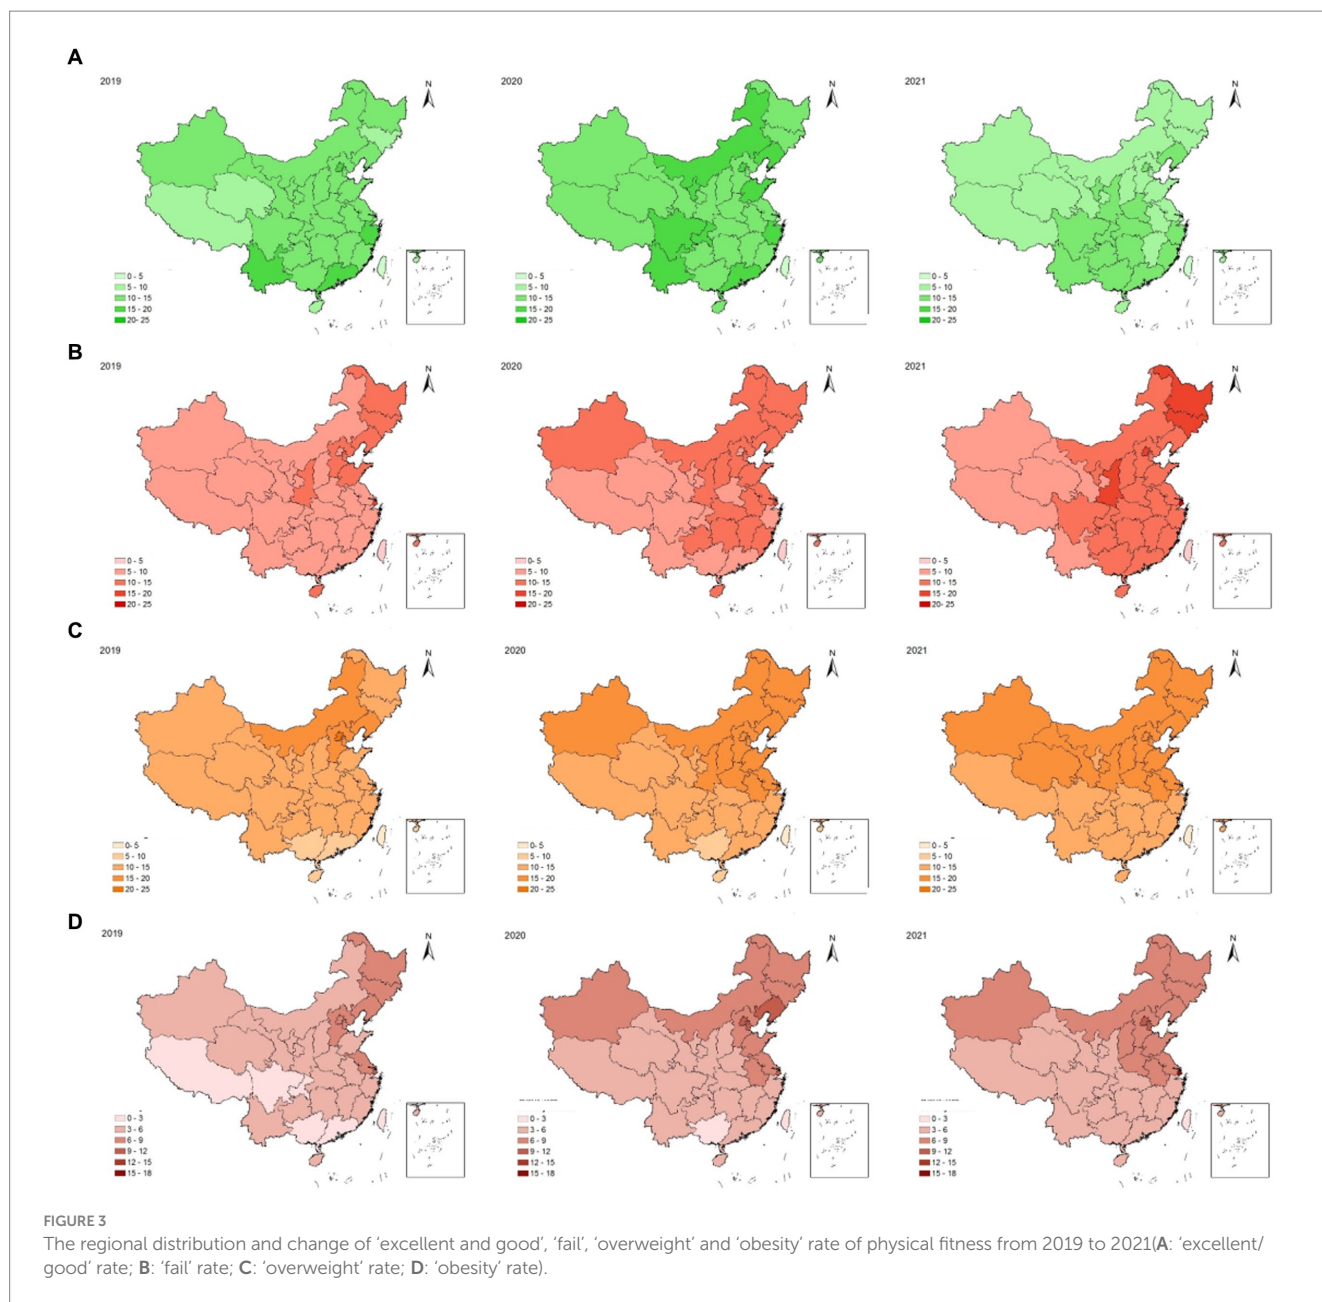 A
2019
N
0 - 5
5 - 10
10 - 15
15 - 20
20 - 25
2020
N
0 - 5
5 - 10
10 - 15
15 - 20
20 - 25
2021
N
0 - 5
5 - 10
10 - 15
15 - 20
20 - 25
B
2019
N
0 - 5
5 - 10
10 - 15
15 - 20
20 - 25
2020
N
0- 5
5 - 10
10- 15
15 - 20
20 - 25
2021
N
0 - 5
5 - 10
10 - 15
15 - 20
20- 25
C
2019
N
0- 5
5 - 10
10 - 15
15 - 20
20 - 25
2020
N
0 - 5
5 - 10
10 - 15
15 - 20
20 - 25
2021
N
0 - 5
5 - 10
10 - 15
15 - 20
20 - 25
D
2019
N
0 - 3
3 - 6
6 - 9
9 - 12
12 - 15
15 - 18
2020
N
0 - 3
3 - 6
6 - 9
9 - 12
12 - 15
15 - 18
2021
N
0 - 3
3 - 6
6 - 9
9 - 12
12 - 15
15 - 18
FIGURE 3
The regional distribution and change of ‘excellent and good’, ‘fail’, ‘overweight’ and ‘obesity’ rate of physical fitness from 2019 to 2021(A: ‘excellent/
good’ rate; B: ‘fail’ rate; C: ‘overweight’ rate; D: ‘obesity’ rate).